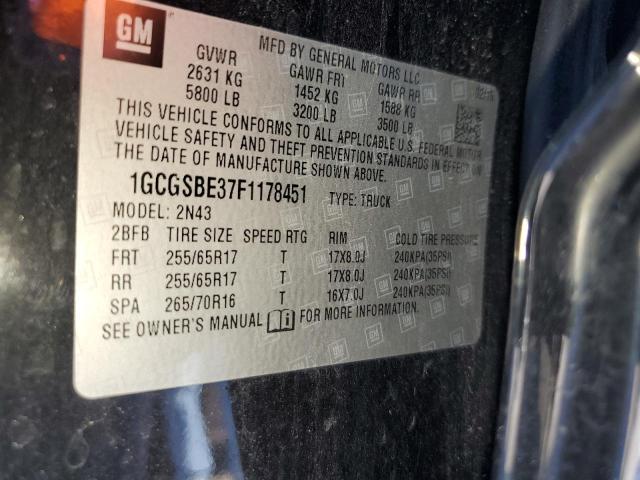 GM
MFD BY GENERAL MOTORS LLC
GVWR GAWR FRT GAWR RR
2631 KG 1452 KG 1588 KG
5800 LB 3200 LB 3500 LB
THIS VEHICLE CONFORMS TO ALL APPLICABLE U.S. FEDERAL MOTOR
VEHICLE SAFETY AND THEFT PREVENTION STANDARDS IN EFFECT ON
THE DATE OF MANUFACTURE SHOWN ABOVE.
1GCGSBE37F1178451 TYPE: TRUCK
MODEL: 2N43
2BFB TIRE SIZE SPEED RTG RIM COLD TIRE PRESSURE
FRT 255/65R17 T 17X8.0J 240KPA(35PSI)
RR 255/65R17 T 17X8.0J 240KPA(35PSI)
SPA 265/70R16 T 16X7.0J 240KPA(35PSI)
SEE OWNER'S MANUAL FOR MORE INFORMATION.